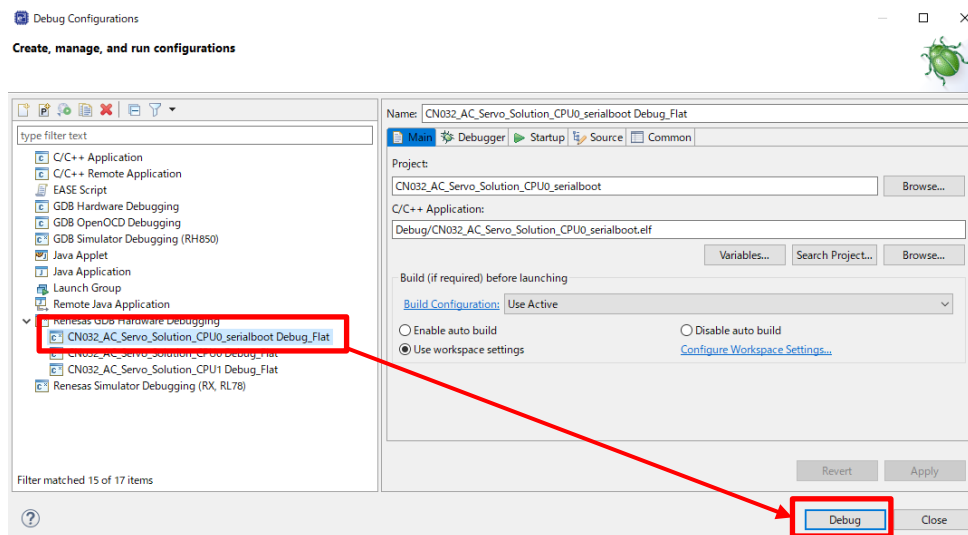 Debug Configurations
Create, manage, and run configurations
type filter text
C/C++ Application
C/C++ Remote Application
EASE Script
GDB Hardware Debugging
GDB OpenOCD Debugging
GDB Simulator Debugging (RH850)
Java Applet
Java Application
Launch Group
Remote Java Application
Renesas GDB Hardware Debugging
CN032_AC_Servo_Solution_CPU0_serialboot Debug_Flat
CN032_AC_Servo_Solution_CPU0 Debug_Flat
CN032_AC_Servo_Solution_CPU1 Debug_Flat
Renesas Simulator Debugging (RX, RL78)
Filter matched 15 of 17 items
Name: CN032_AC_Servo_Solution_CPU0_serialboot Debug_Flat
Main Debugger Startup Source Common
Project:
CN032_AC_Servo_Solution_CPU0_serialboot Browse...
C/C++ Application:
Debug/CN032_AC_Servo_Solution_CPU0_serialboot.elf
Variables... Search Project... Browse...
Build (if required) before launching
Build Configuration: Use Active
Enable auto build Disable auto build
Use workspace settings Configure Workspace Settings...
Revert Apply
Debug Close